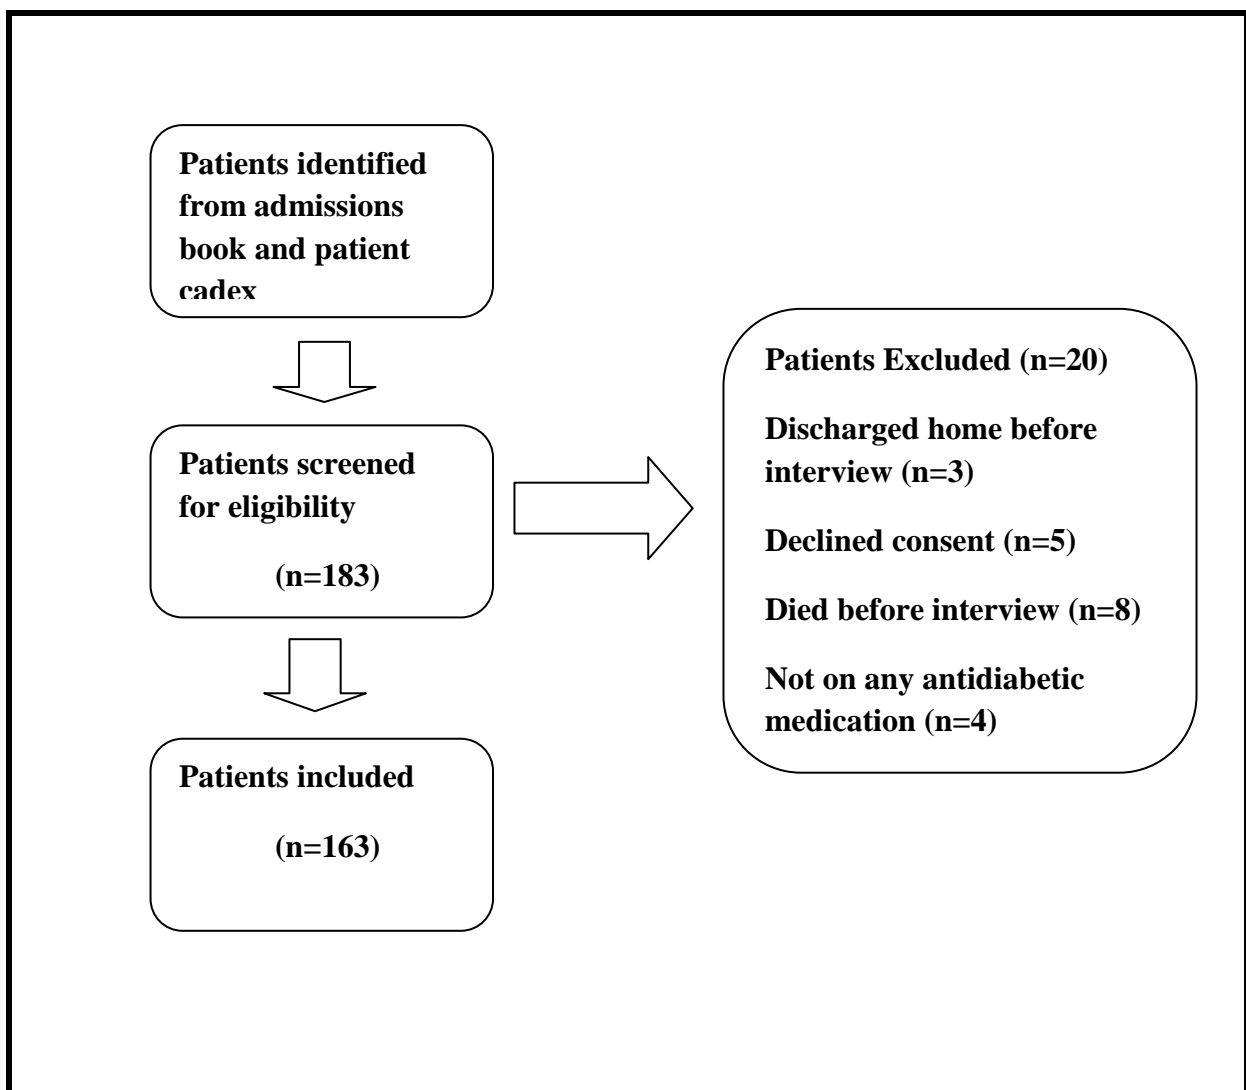 Patients identified
from admissions
book and patient
cadex
Patients screened
for eligibility
(n=183)
Patients included
(n=163)
Patients Excluded (n=20)
Discharged home before
interview (n=3)
Declined consent (n=5)
Died before interview (n=8)
Not on any antidiabetic
medication (n=4)